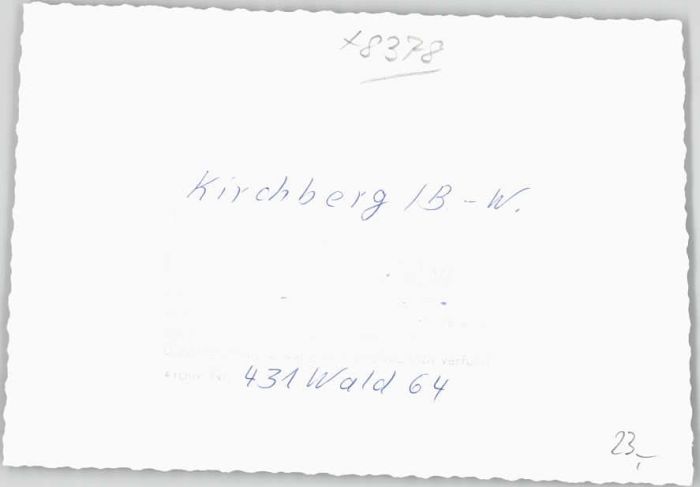 x8378
Kirchberg /B-W.
431 Wald 64
23,-